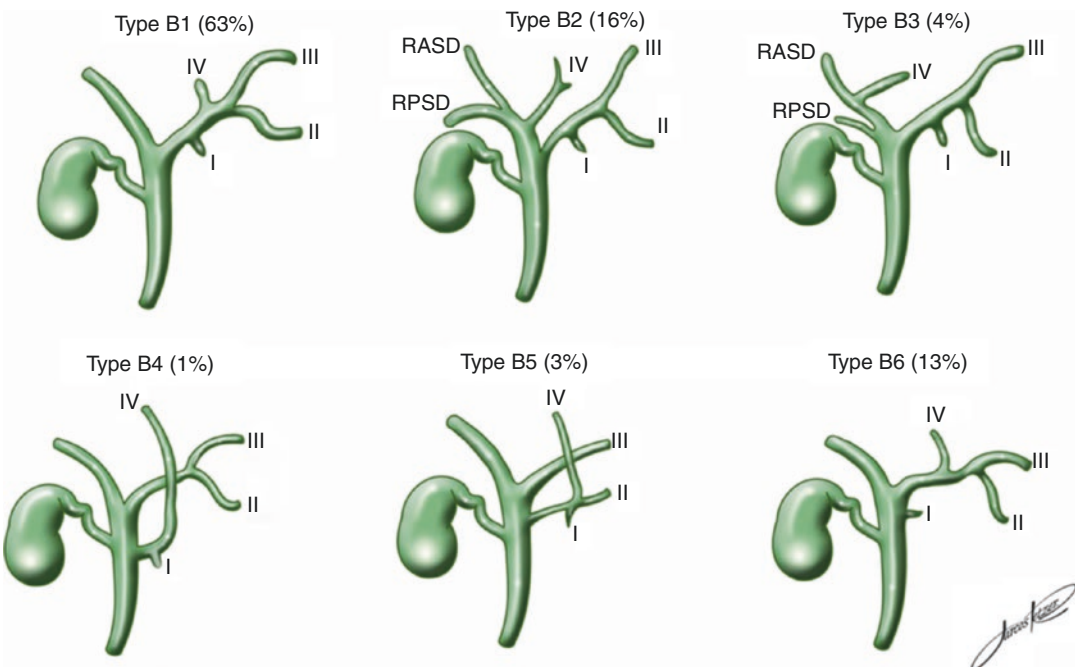 Type B1 (63%)
IV
III
II
I
Type B2 (16%)
RASD
IV
III
RPSD
II
I
Type B3 (4%)
RASD
IV
III
RPSD
I
II
Type B4 (1%)
IV
III
II
I
Type B5 (3%)
IV
III
II
I
Type B6 (13%)
IV
III
I
II